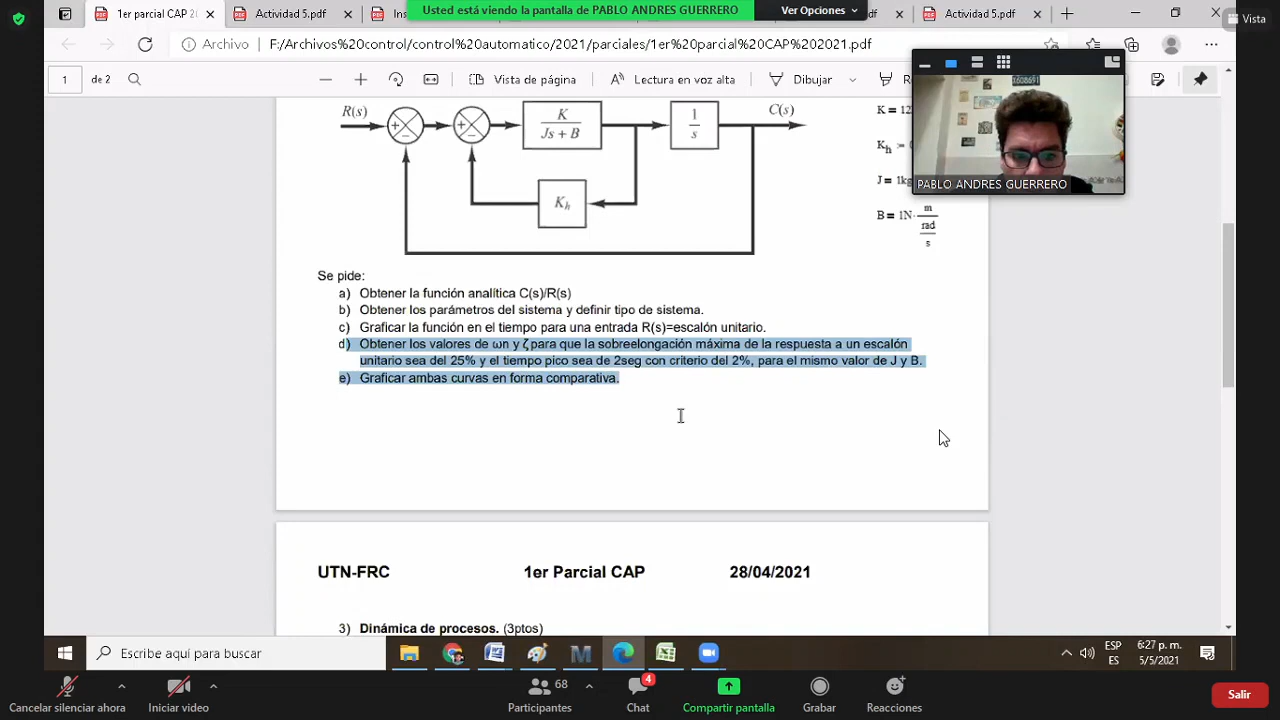 Usted está viendo la pantalla de PABLO ANDRES GUERRERO
Ver Opciones
Vista
1er parcial CAP 2
Actividad 5.pdf
Actividad 5.pdf
Archivo
F:/Archivos%20control/control%20automatico/2021/parciales/1er%20parcial%20CAP%202021.pdf
1
de 2
Vista de página
Lectura en voz alta
Dibujar
PABLO ANDRES GUERRERO
R(s)
+
−
+
−
K
Js + B
1
s
C(s)
Kh
K = 12
Kh :=
J = 1kg
B = 1N·
m
rad
s
Se pide:
a) Obtener la función analítica C(s)/R(s)
b) Obtener los parámetros del sistema y definir tipo de sistema.
c) Graficar la función en el tiempo para una entrada R(s)=escalón unitario.
d) Obtener los valores de ωn y ζ para que la sobreelongación máxima de la respuesta a un escalón
unitario sea del 25% y el tiempo pico sea de 2seg con criterio del 2%, para el mismo valor de J y B.
e) Graficar ambas curvas en forma comparativa.
UTN-FRC
1er Parcial CAP
28/04/2021
3) Dinámica de procesos. (3ptos)
Escribe aquí para buscar
ESP
ES
6:27 p. m.
5/5/2021
Cancelar silenciar ahora
Iniciar video
68
Participantes
4
Chat
Compartir pantalla
Grabar
Reacciones
Salir